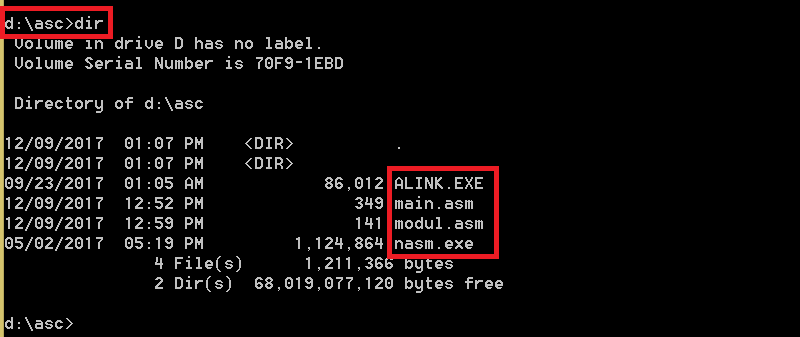 d:\asc>dir
Volume in drive D has no label.
Volume Serial Number is 70F9-1EBD
Directory of d:\asc
12/09/2017  01:07 PM    <DIR>          .
12/09/2017  01:07 PM    <DIR>
09/23/2017  01:05 AM            86,012 ALINK.EXE
12/09/2017  12:52 PM               349 main.asm
12/09/2017  12:59 PM               141 modul.asm
05/02/2017  05:19 PM         1,124,864 nasm.exe
4 File(s)      1,211,366 bytes
2 Dir(s)  68,019,077,120 bytes free
d:\asc>